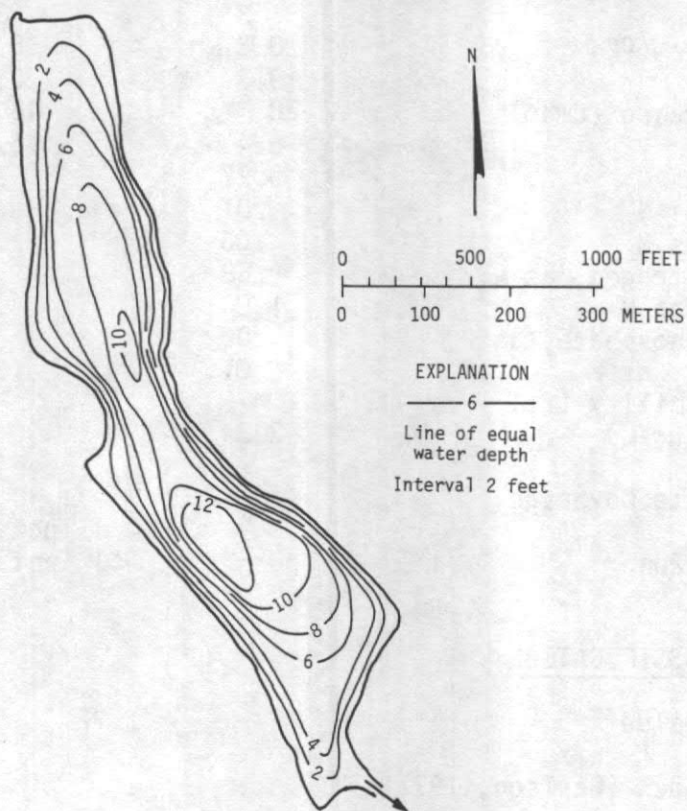 2
4
6
8
10
12
10
8
6
4
2
N
0 500 1000 FEET
0 100 200 300 METERS
EXPLANATION
6
Line of equal
water depth
Interval 2 feet